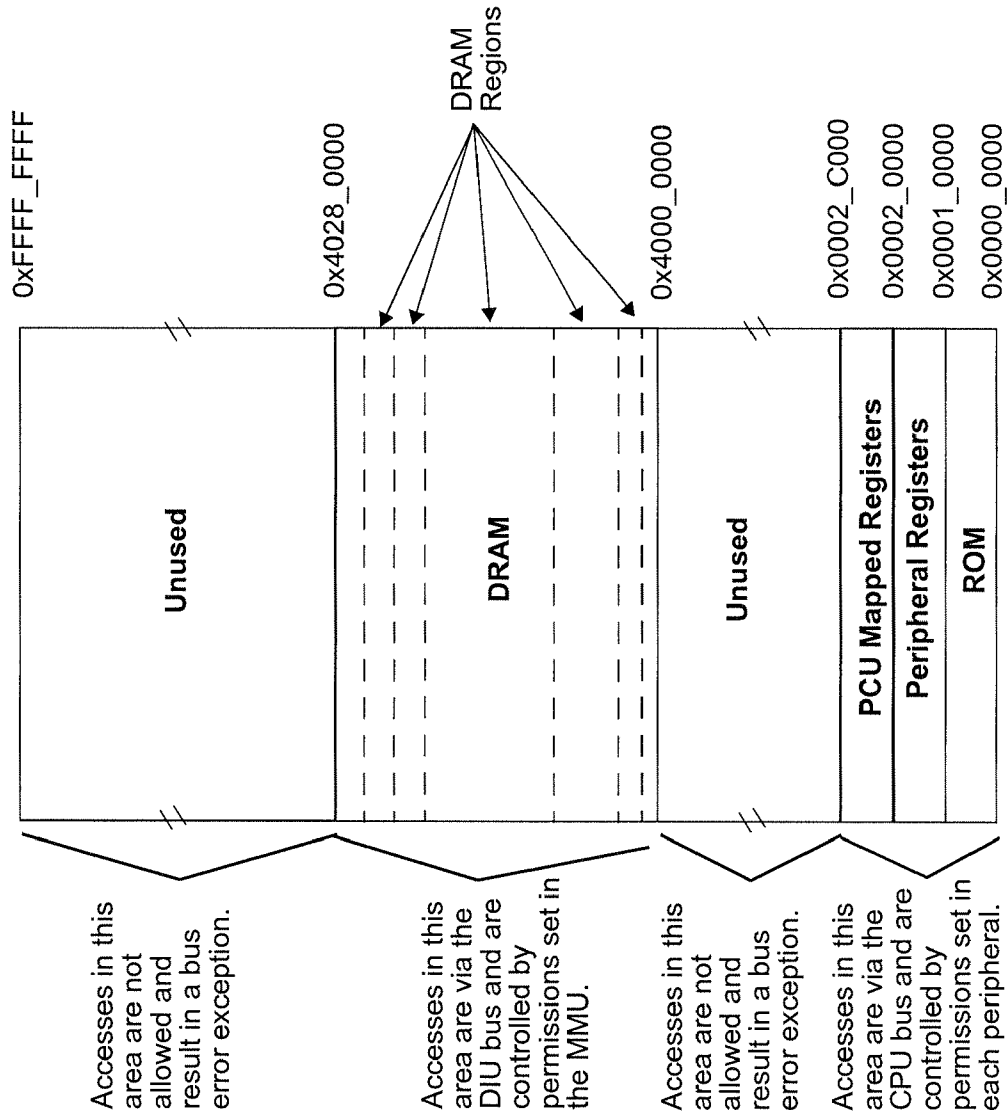 Accesses in this
area are not
allowed and
result in a bus
error exception.
Accesses in this
area are via the
DIU bus and are
controlled by
permissions set in
the MMU.
Accesses in this
area are not
allowed and
result in a bus
error exception.
Accesses in this
area are via the
CPU bus and are
controlled by
permissions set in
each peripheral.
Unused
DRAM
Unused
PCU Mapped Registers
Peripheral Registers
ROM
0xFFFF_FFFF
0x4028_0000
DRAM
Regions
0x4000_0000
0x0002_C000
0x0002_0000
0x0001_0000
0x0000_0000